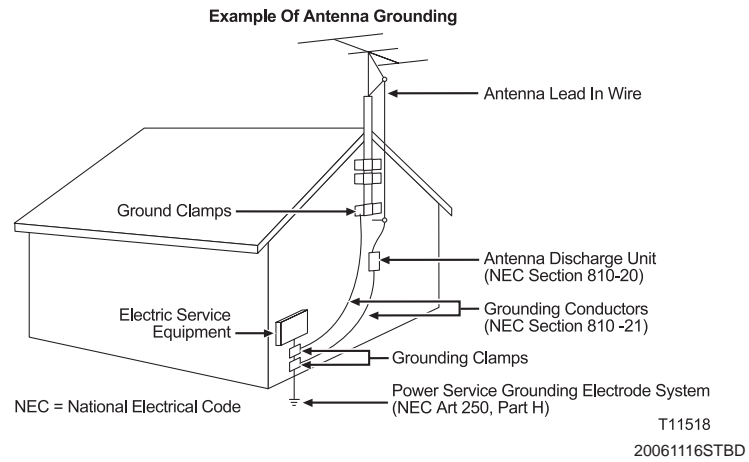 Example Of Antenna Grounding
Antenna Lead In Wire
Ground Clamps
Antenna Discharge Unit
(NEC Section 810-20)
Electric Service
Equipment
Grounding Conductors
(NEC Section 810 -21)
Grounding Clamps
Power Service Grounding Electrode System
(NEC Art 250, Part H)
NEC = National Electrical Code
T11518
20061116STBD